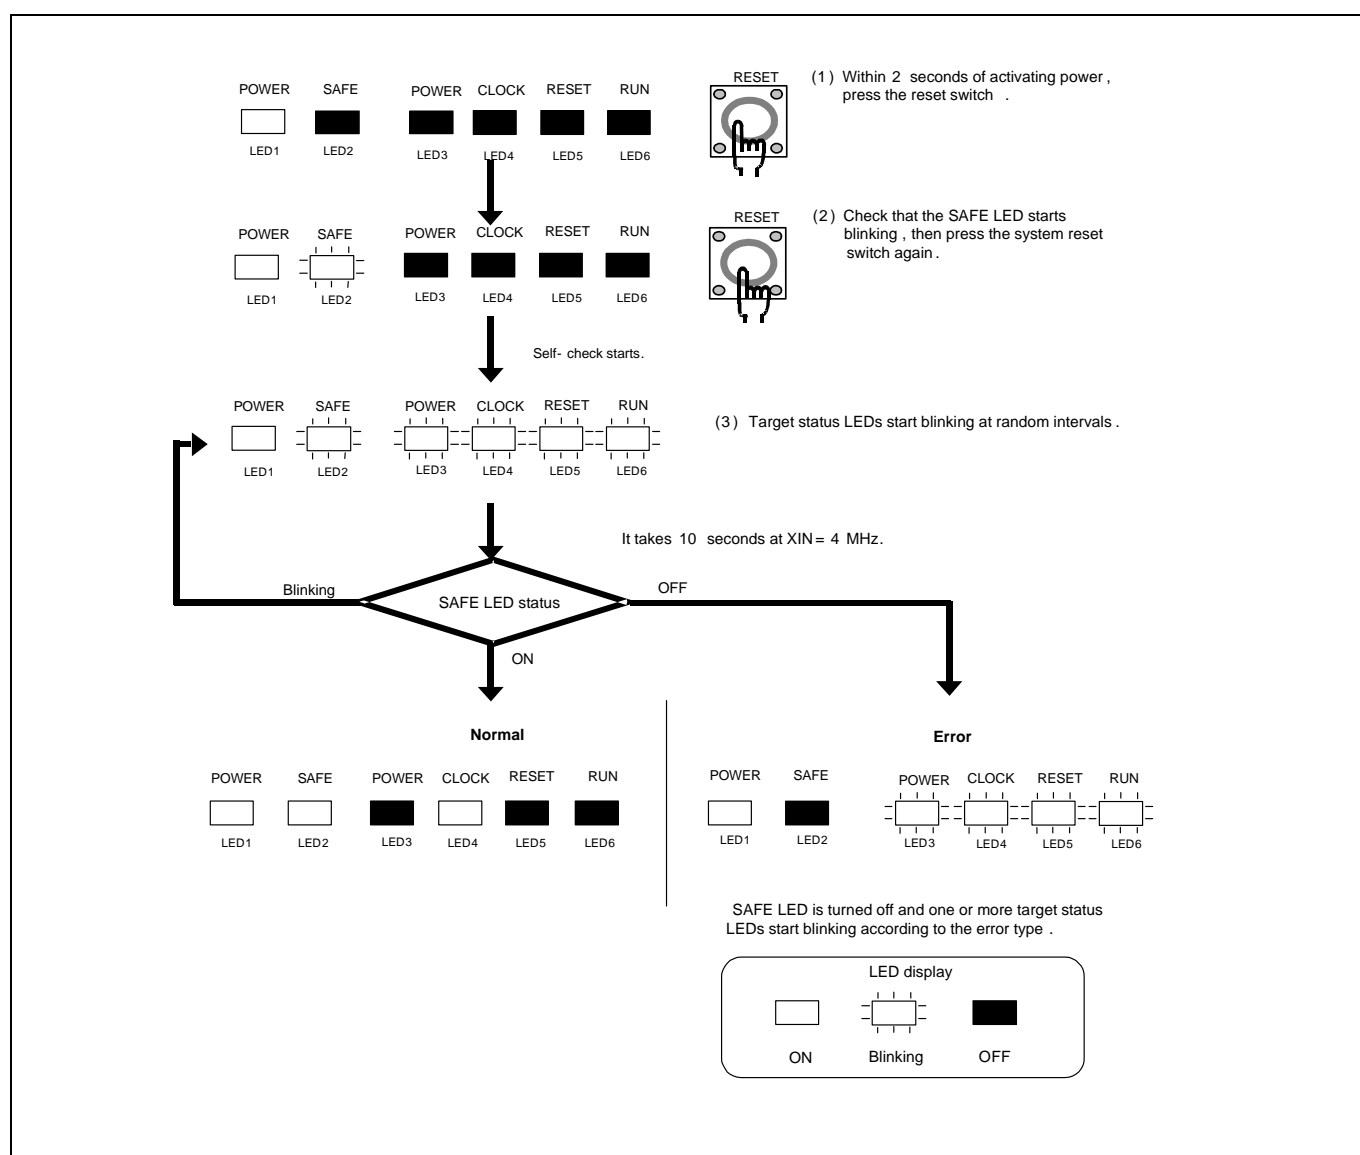 POWER SAFE POWER CLOCK RESET RUN
LED1 LED2 LED3 LED4 LED5 LED6
RESET
(1) Within 2 seconds of activating power,
press the reset switch .
POWER SAFE POWER CLOCK RESET RUN
LED1 LED2 LED3 LED4 LED5 LED6
RESET
(2) Check that the SAFE LED starts
blinking , then press the system reset
switch again.
Self- check starts.
POWER SAFE POWER CLOCK RESET RUN
LED1 LED2 LED3 LED4 LED5 LED6
(3) Target status LEDs start blinking at random intervals .
It takes 10 seconds at XIN= 4 MHz.
Blinking
SAFE LED status
OFF
ON
Normal
POWER SAFE POWER CLOCK RESET RUN
LED1 LED2 LED3 LED4 LED5 LED6
Error
POWER SAFE POWER CLOCK RESET RUN
LED1 LED2 LED3 LED4 LED5 LED6
SAFE LED is turned off and one or more target status
LEDs start blinking according to the error type .
LED display
ON Blinking OFF